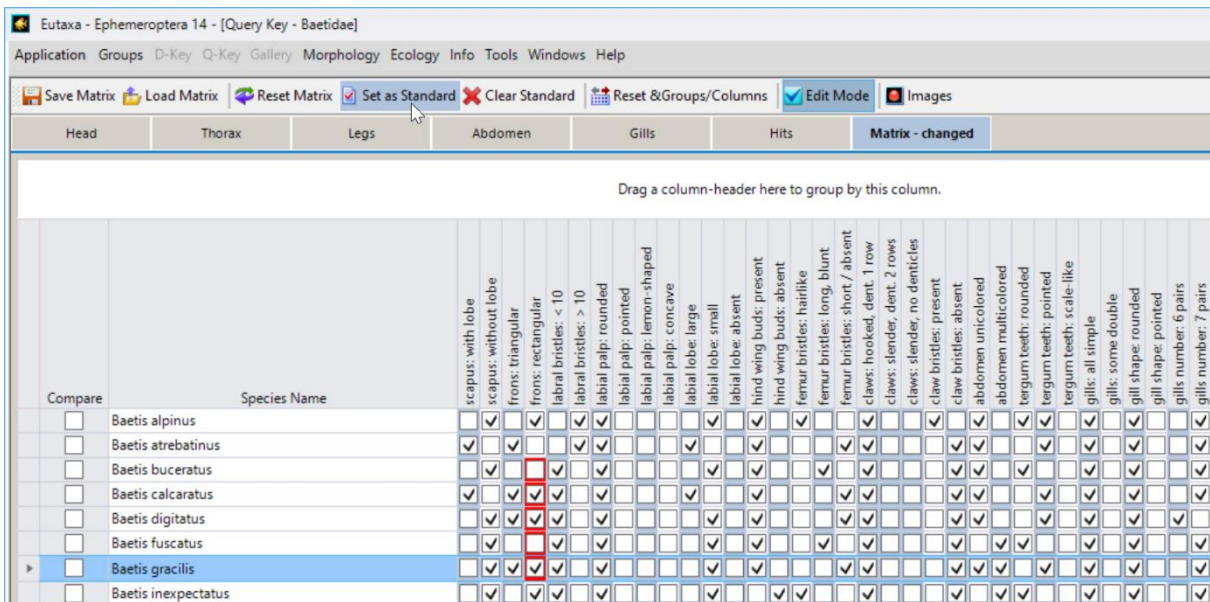 Eutaxa - Ephemeroptera 14 - [Query Key - Baetidae]
Application Groups D-Key Q-Key Gallery Morphology Ecology Info Tools Windows Help
Save Matrix Load Matrix Reset Matrix Set as Standard Clear Standard Reset &Groups/Columns Edit Mode Images
Head Thorax Legs Abdomen Gills Hits Matrix - changed
Drag a column-header here to group by this column.
Compare
Species Name
scapus: with lobe
scapus: without lobe
frons: triangular
frons: rectangular
labral bristles: < 10
labral bristles: > 10
labial palp: rounded
labial palp: pointed
labial palp: lemon-shaped
labial palp: concave
labial lobe: large
labial lobe: small
labial lobe: absent
hind wing buds: present
hind wing buds: absent
femur bristles: hairlike
femur bristles: long, blunt
femur bristles: short / absent
claws: hooked, dent. 1 row
claws: slender, dent. 2 rows
claws: slender, no denticles
claw bristles: present
claw bristles: absent
abdomen unicolored
abdomen multicolored
tergum teeth: rounded
tergum teeth: pointed
tergum teeth: scale-like
gills: all simple
gills: some double
gill shape: rounded
gill shape: pointed
gills number: 6 pairs
gills number: 7 pairs
Baetis alpinus
Baetis atrebatinus
Baetis buceratus
Baetis calcaratus
Baetis digitatus
Baetis fuscatus
Baetis gracilis
Baetis inexpectatus